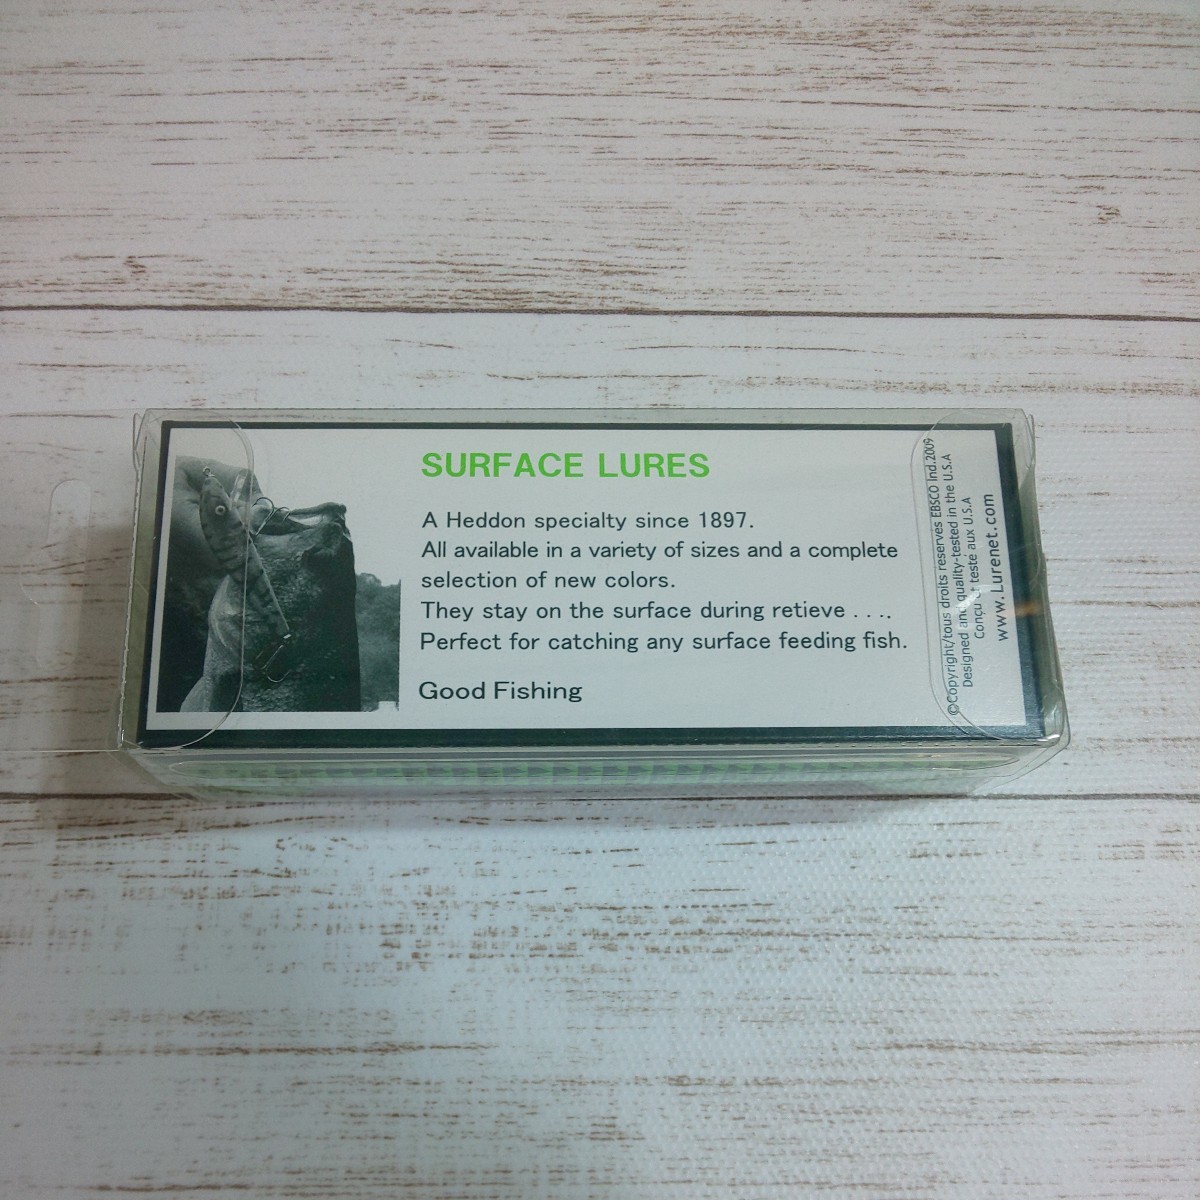 SURFACE LURES
A Heddon specialty since 1897.
All available in a variety of sizes and a complete
selection of new colors.
They stay on the surface during retieve . . ..
Perfect for catching any surface feeding fish.
Good Fishing
©Copyright/tous droits reserves EBSCO Ind.2009
Designed and quality-tested in the U.S.A
Conçu et testé aux U.S.A
www.Lurenet.com